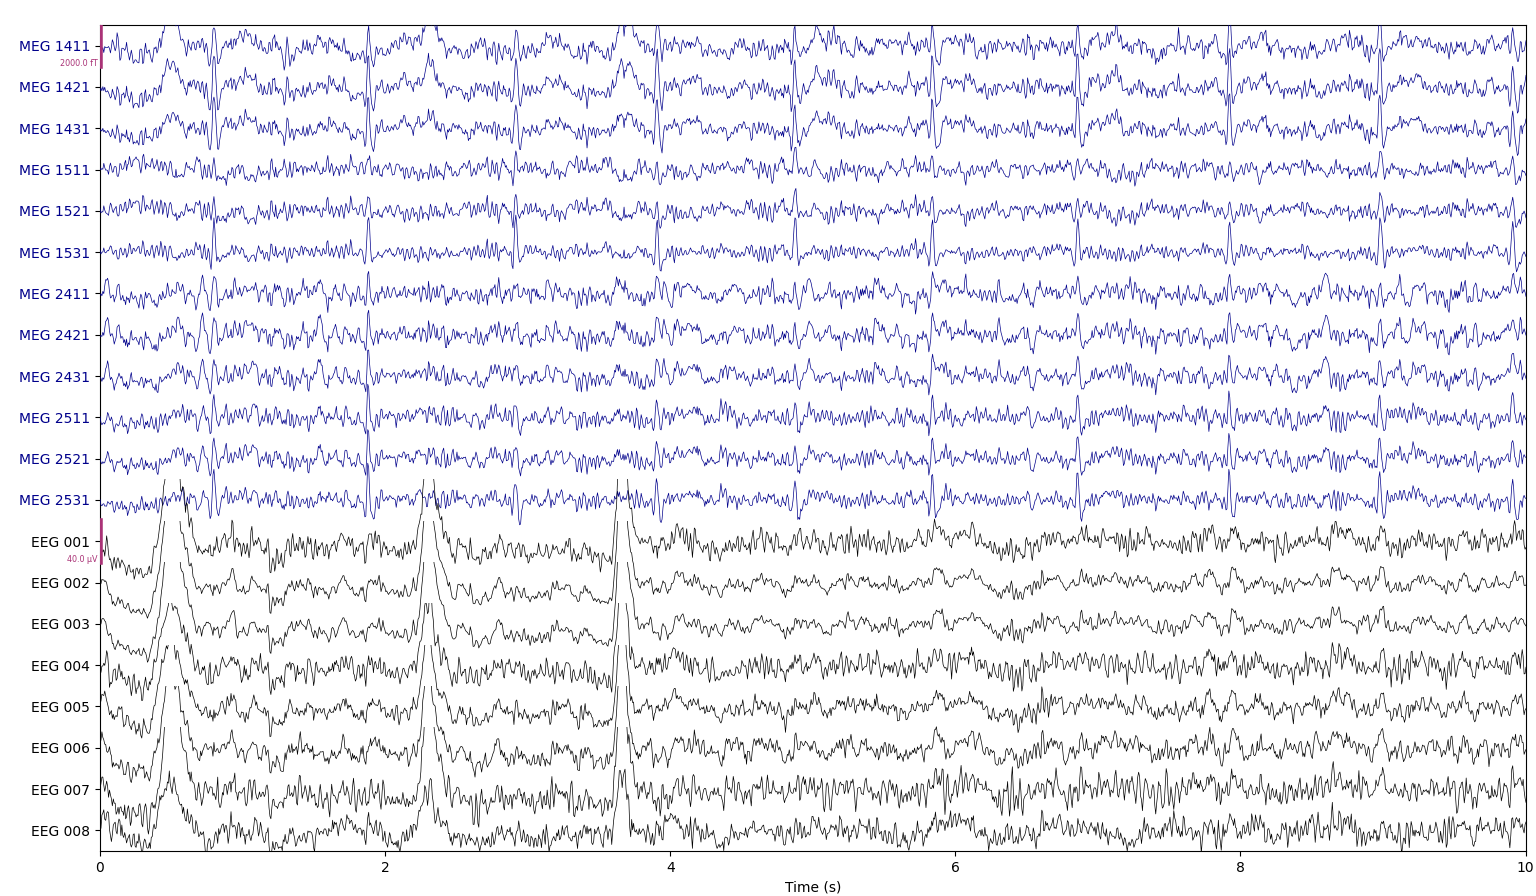 MEG 1411
2000.0 fT
MEG 1421
MEG 1431
MEG 1511
MEG 1521
MEG 1531
MEG 2411
MEG 2421
MEG 2431
MEG 2511
MEG 2521
MEG 2531
EEG 001
40.0 µV
EEG 002
EEG 003
EEG 004
EEG 005
EEG 006
EEG 007
EEG 008
0 2 4 6 8 10
Time (s)